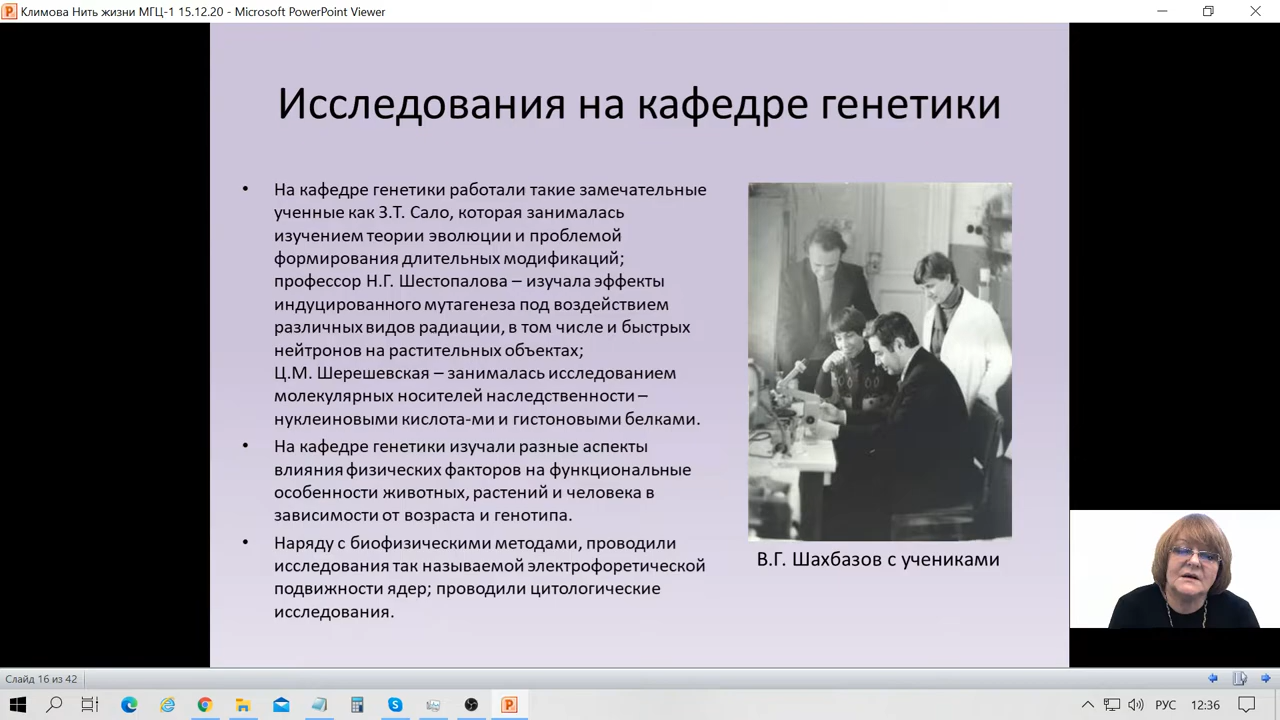 Климова Нить жизни МГЦ-1 15.12.20 - Microsoft PowerPoint Viewer
Исследования на кафедре генетики
• На кафедре генетики работали такие замечательные
ученные как З.Т. Сало, которая занималась
изучением теории эволюции и проблемой
формирования длительных модификаций;
профессор Н.Г. Шестопалова – изучала эффекты
индуцированного мутагенеза под воздействием
различных видов радиации, в том числе и быстрых
нейтронов на растительных объектах;
Ц.М. Шерешевская – занималась исследованием
молекулярных носителей наследственности –
нуклеиновыми кислота-ми и гистоновыми белками.
• На кафедре генетики изучали разные аспекты
влияния физических факторов на функциональные
особенности животных, растений и человека в
зависимости от возраста и генотипа.
• Наряду с биофизическими методами, проводили
исследования так называемой электрофоретической
подвижности ядер; проводили цитологические
исследования.
В.Г. Шахбазов с учениками
Слайд 16 из 42
РУС
12:36